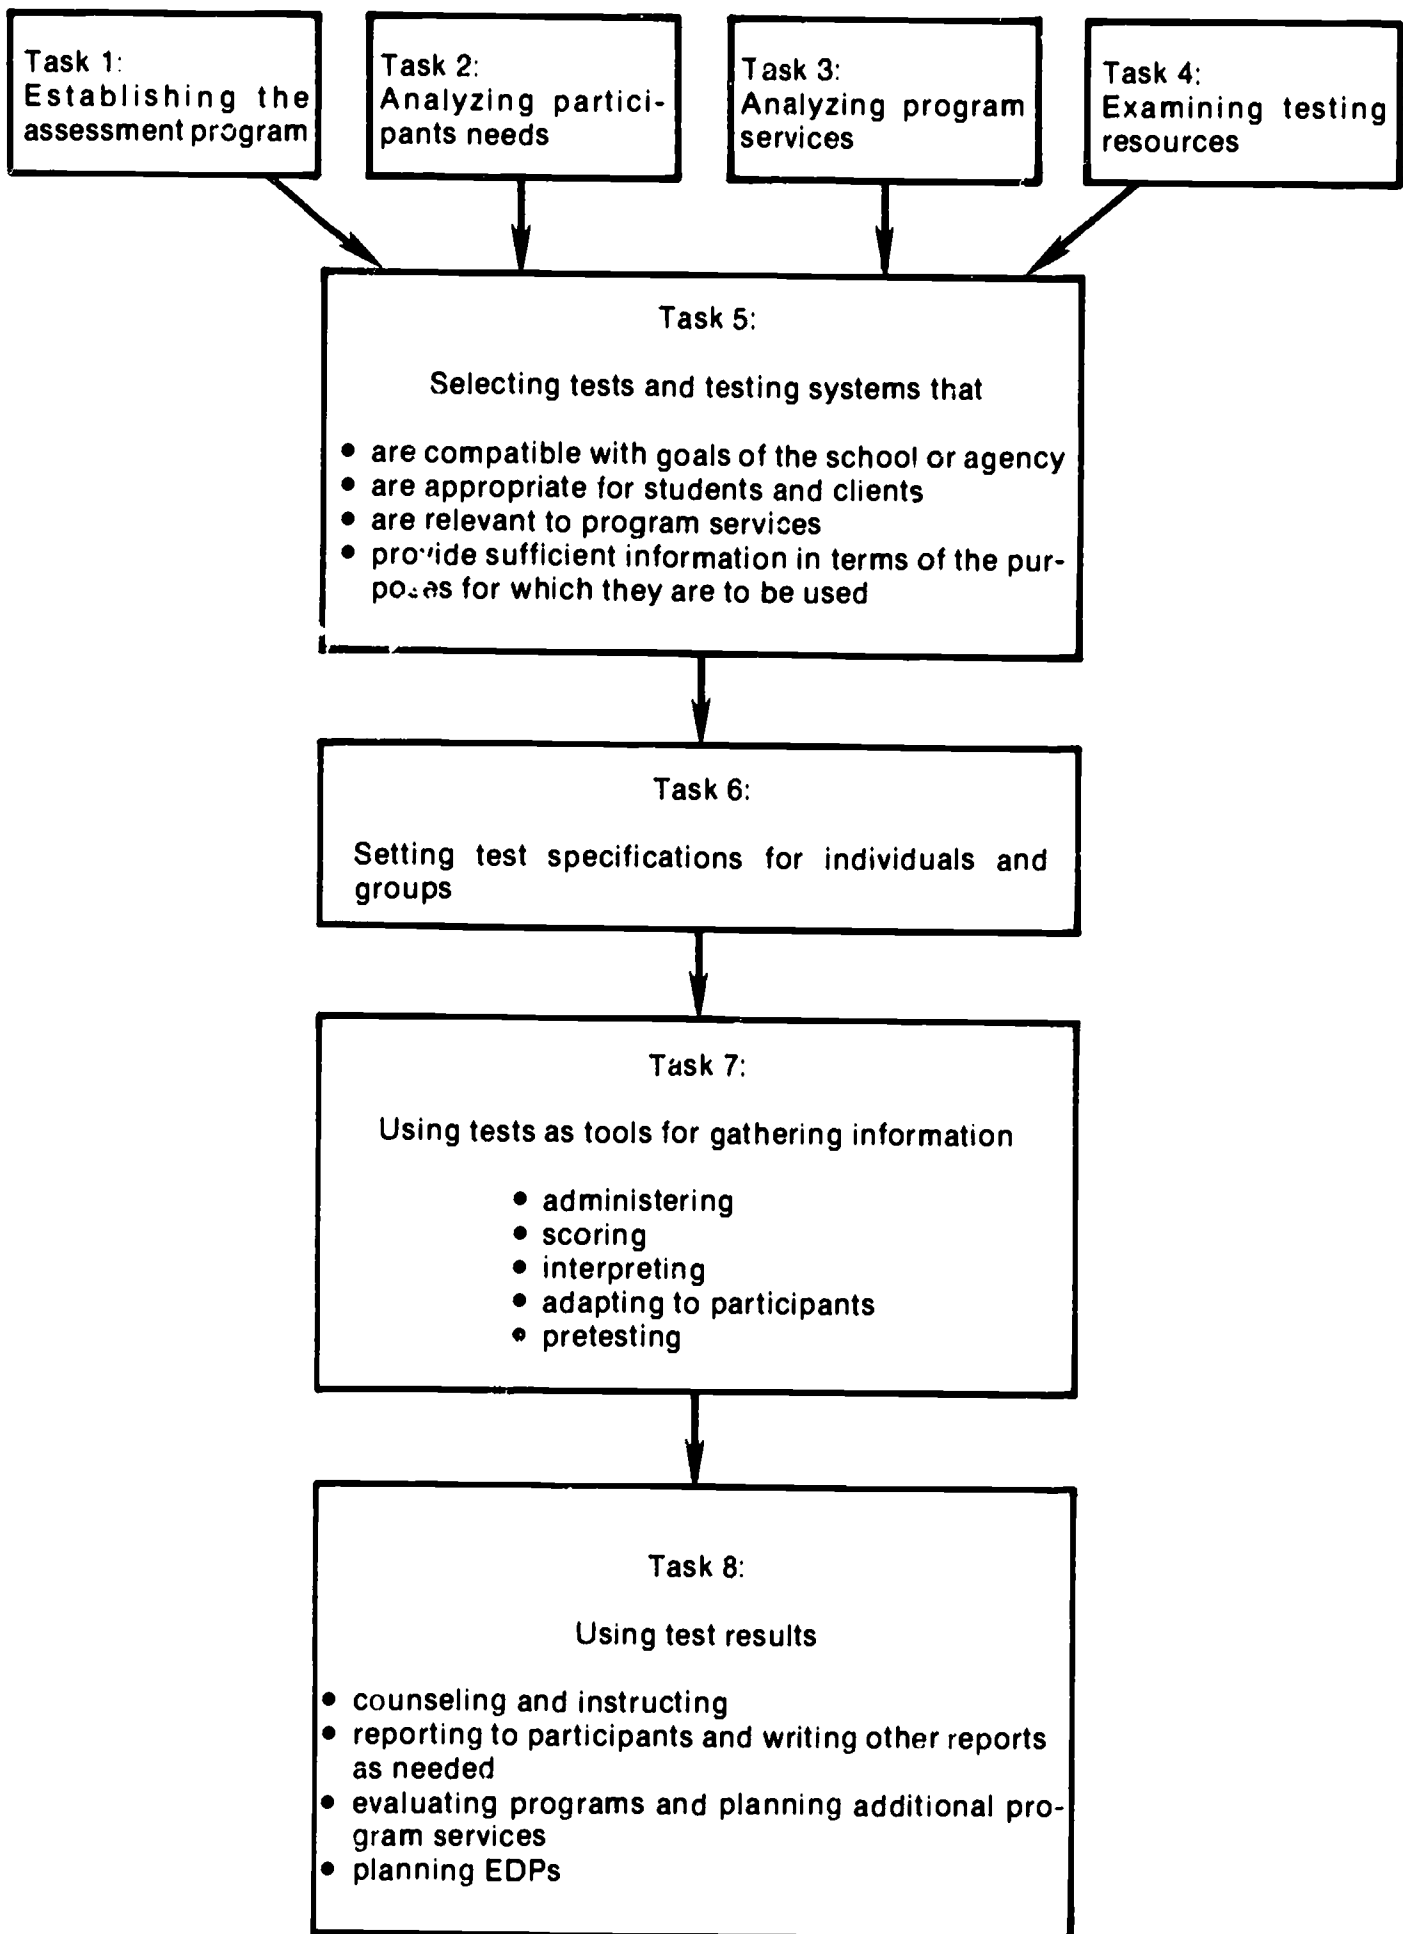 Task 1:
Establishing the
assessment program
Task 2:
Analyzing partici-
pants needs
Task 3:
Analyzing program
services
Task 4:
Examining testing
resources
Task 5:
Selecting tests and testing systems that
• are compatible with goals of the school or agency
• are appropriate for students and clients
• are relevant to program services
• provide sufficient information in terms of the pur-
poses for which they are to be used
Task 6:
Setting test specifications for individuals and
groups
Task 7:
Using tests as tools for gathering information
• administering
• scoring
• interpreting
• adapting to participants
• pretesting
Task 8:
Using test results
• counseling and instructing
• reporting to participants and writing other reports
as needed
• evaluating programs and planning additional pro-
gram services
• planning EDPs